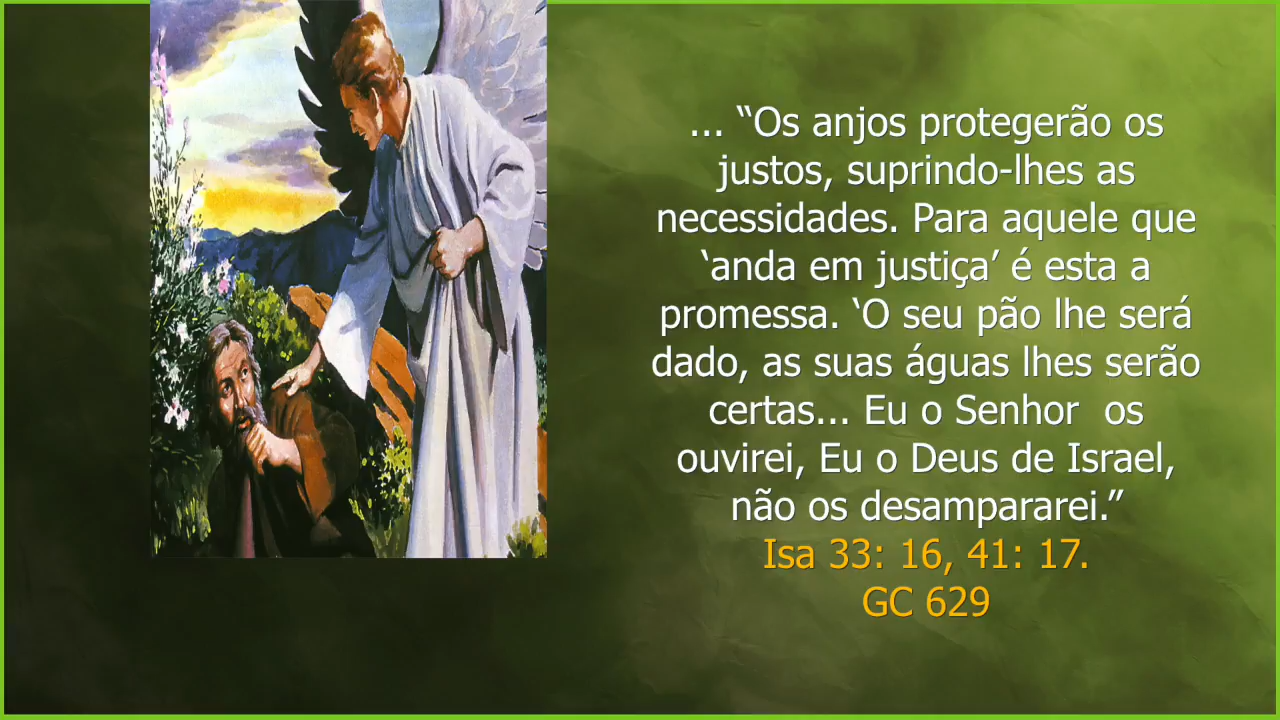 ... “Os anjos protegerão os
justos, suprindo-lhes as
necessidades. Para aquele que
‘anda em justiça’ é esta a
promessa. ‘O seu pão lhe será
dado, as suas águas lhes serão
certas... Eu o Senhor  os
ouvirei, Eu o Deus de Israel,
não os desampararei.”
Isa 33: 16, 41: 17.
GC 629